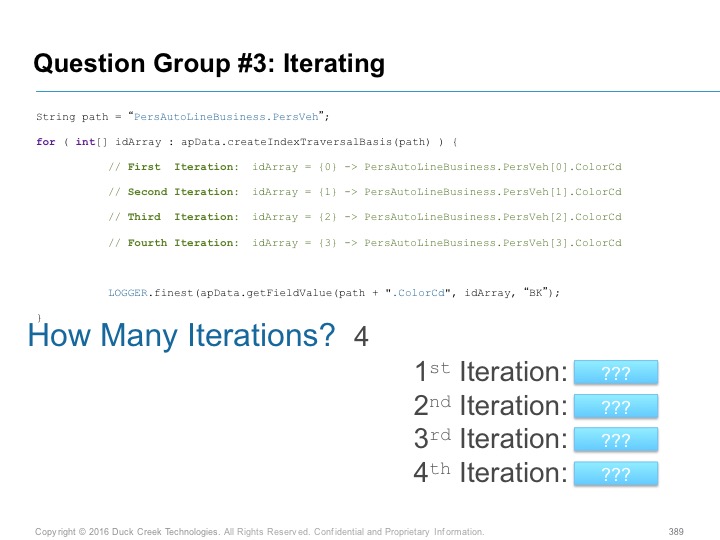 Question Group #3: Iterating
String path = “PersAutoLineBusiness.PersVeh”;
for ( int[] idArray : apData.createIndexTraversalBasis(path) ) {
// First  Iteration:  idArray = {0} -> PersAutoLineBusiness.PersVeh[0].ColorCd
// Second Iteration:  idArray = {1} -> PersAutoLineBusiness.PersVeh[1].ColorCd
// Third  Iteration:  idArray = {2} -> PersAutoLineBusiness.PersVeh[2].ColorCd
// Fourth Iteration:  idArray = {3} -> PersAutoLineBusiness.PersVeh[3].ColorCd
LOGGER.finest(apData.getFieldValue(path + ".ColorCd", idArray, “BK”);
}
How Many Iterations? 4
1st Iteration: ???
2nd Iteration: ???
3rd Iteration: ???
4th Iteration: ???
Copyright © 2016 Duck Creek Technologies. All Rights Reserved. Confidential and Proprietary Information. 389